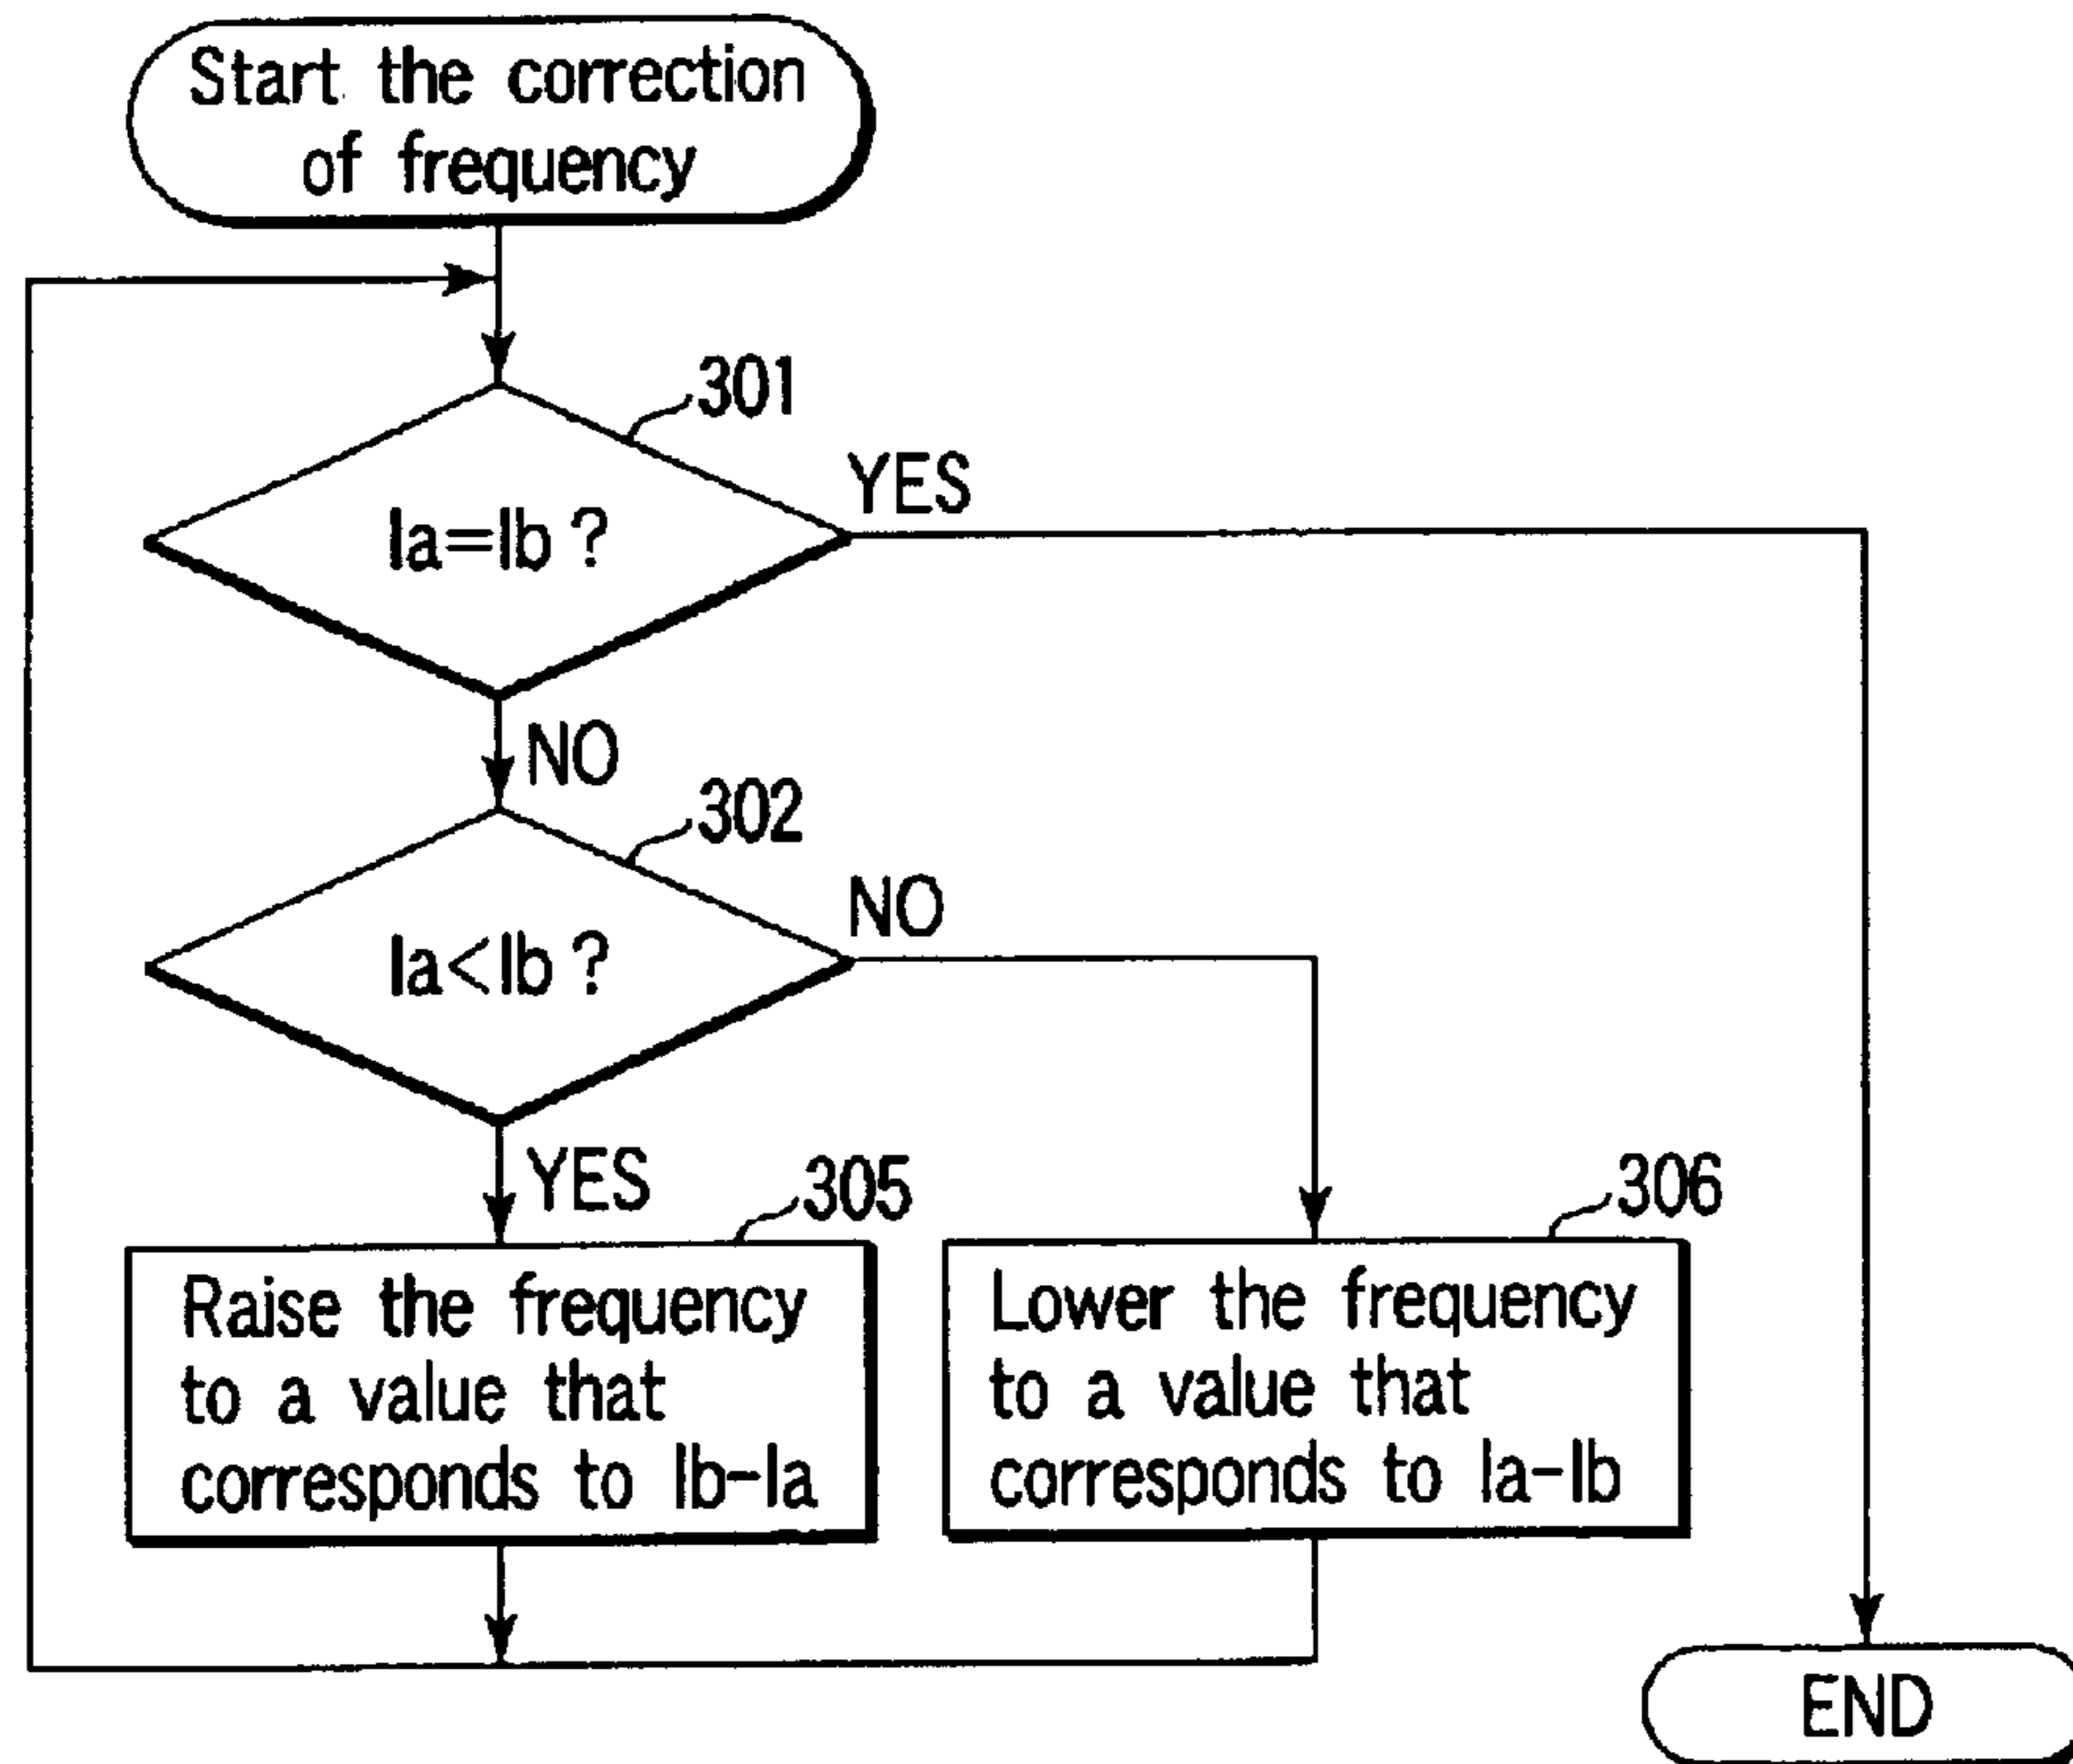 Start the correction
of frequency
301
Ia=Ib ?
YES
NO
302
Ia<Ib ?
NO
YES
305
Raise the frequency
to a value that
corresponds to Ib-Ia
306
Lower the frequency
to a value that
corresponds to Ia-Ib
END